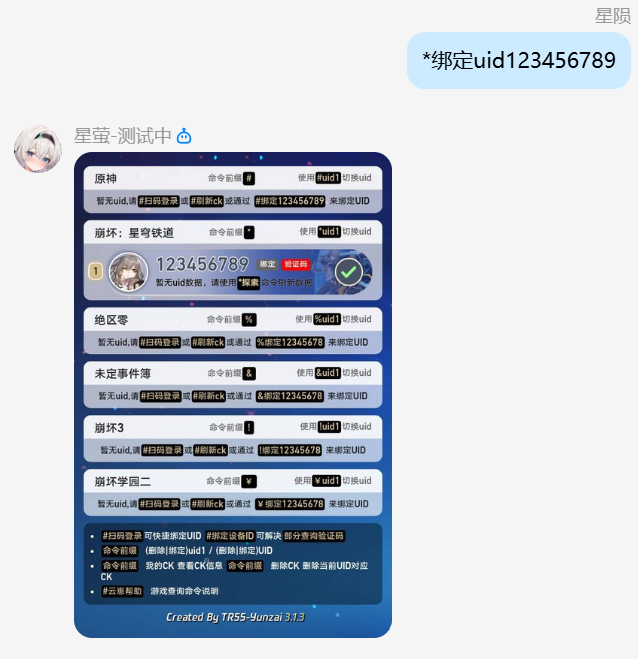 星陨
*绑定uid123456789
星萤-测试中
原神 命令前缀 # 使用 #uid1 切换uid
暂无uid,请 #扫码登录 或 #刷新ck 或通过 #绑定123456789 来绑定UID
崩坏：星穹铁道 命令前缀 * 使用 *uid1 切换uid
1 123456789 绑定 验证码
暂无uid数据，请使用 *探索 命令刷新数据
绝区零 命令前缀 % 使用 %uid1 切换uid
暂无uid,请 #扫码登录 或 #刷新ck 或通过 %绑定12345678 来绑定UID
未定事件簿 命令前缀 & 使用 &uid1 切换uid
暂无uid,请 #扫码登录 或 #刷新ck 或通过 &绑定12345678 来绑定UID
崩坏3 命令前缀 ! 使用 !uid1 切换uid
暂无uid,请 #扫码登录 或 #刷新ck 或通过 !绑定12345678 来绑定UID
崩坏学园二 命令前缀 ￥ 使用 ￥uid1 切换uid
暂无uid,请 #扫码登录 或 #刷新ck 或通过 ￥绑定12345678 来绑定UID
• #扫码登录 可快捷绑定UID #绑定设备ID 可解决 部分查询验证码
• 命令前缀 (删除|绑定)uid1 / (删除|绑定)UID
• 命令前缀 我的CK 查看CK信息 命令前缀 删除CK 删除当前UID对应
CK
• #云崽帮助 游戏查询命令说明
Created By TRSS-Yunzai 3.1.3